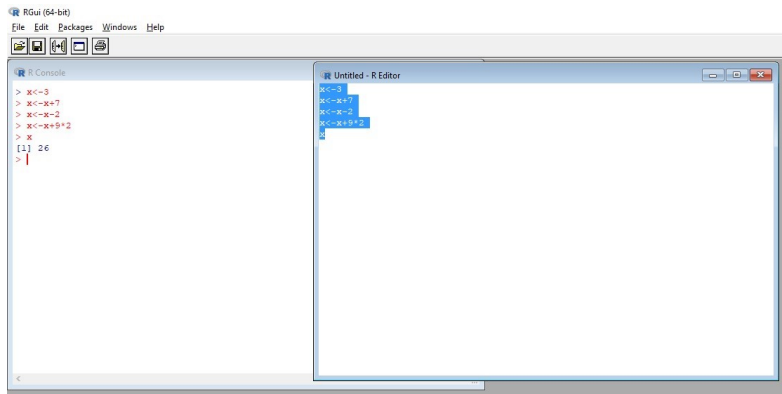 RGui (64-bit)
File Edit Packages Windows Help
R Console
> x<-3
> x<-x+7
> x<-x-2
> x<-x+9*2
> x
[1] 26
>
Untitled - R Editor
x<-3
x<-x+7
x<-x-2
x<-x+9*2
x